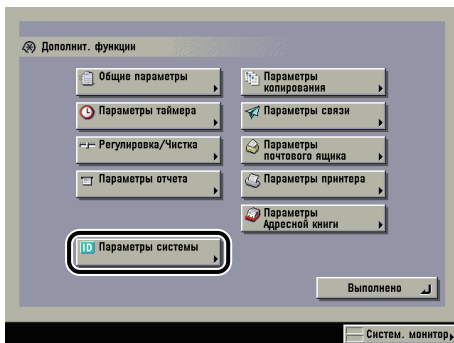 Дополнит. функции
Общие параметры
Параметры
копирования
Параметры таймера
Параметры связи
Регулировка/Чистка
Параметры
почтового ящика
Параметры отчета
Параметры принтера
Параметры
Адресной книги
ID Параметры системы
Выполнено
Систем. монитор